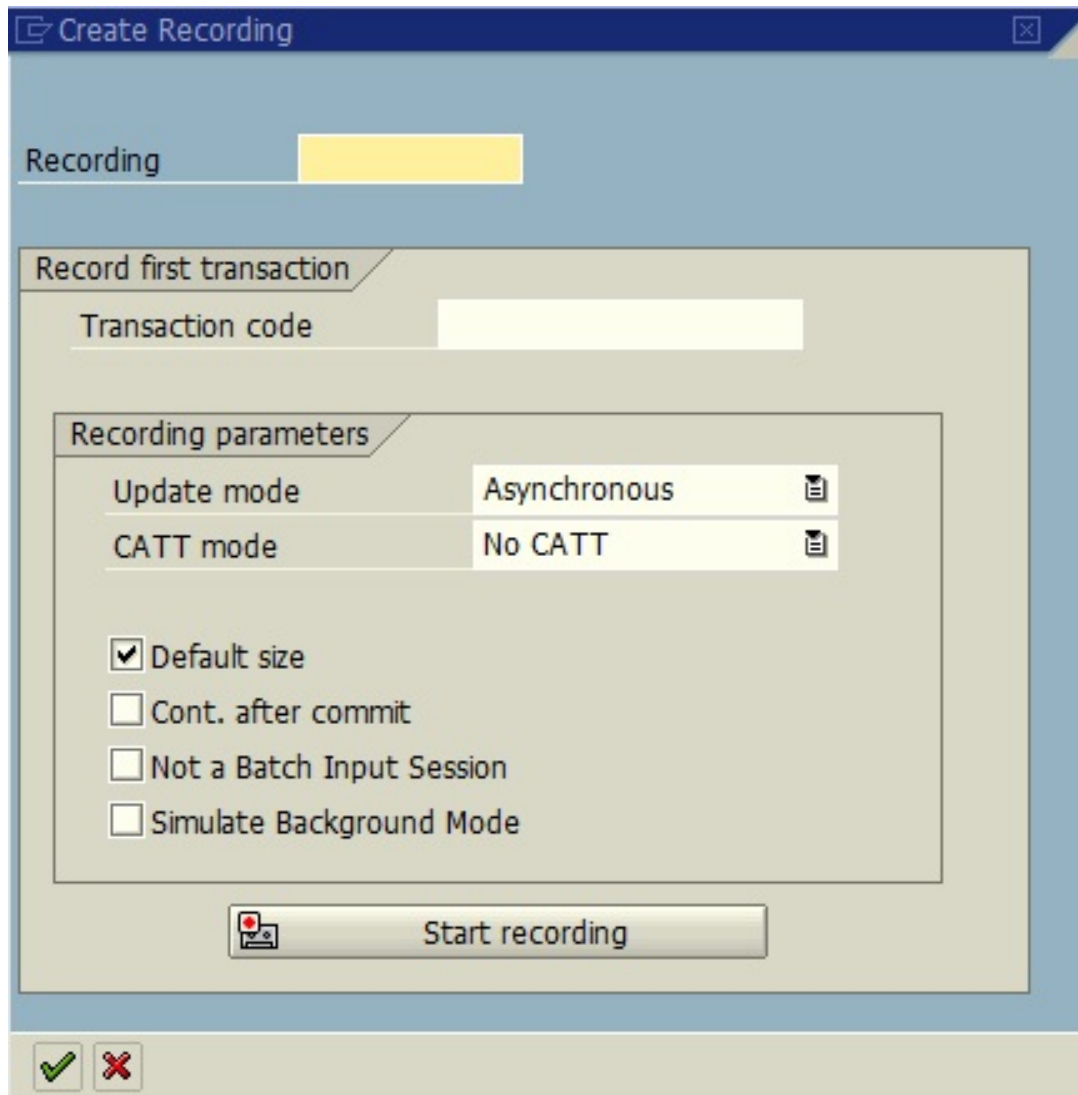 Create Recording
Recording
Record first transaction
Transaction code
Recording parameters
Update mode Asynchronous
CATT mode No CATT
Default size
Cont. after commit
Not a Batch Input Session
Simulate Background Mode
Start recording